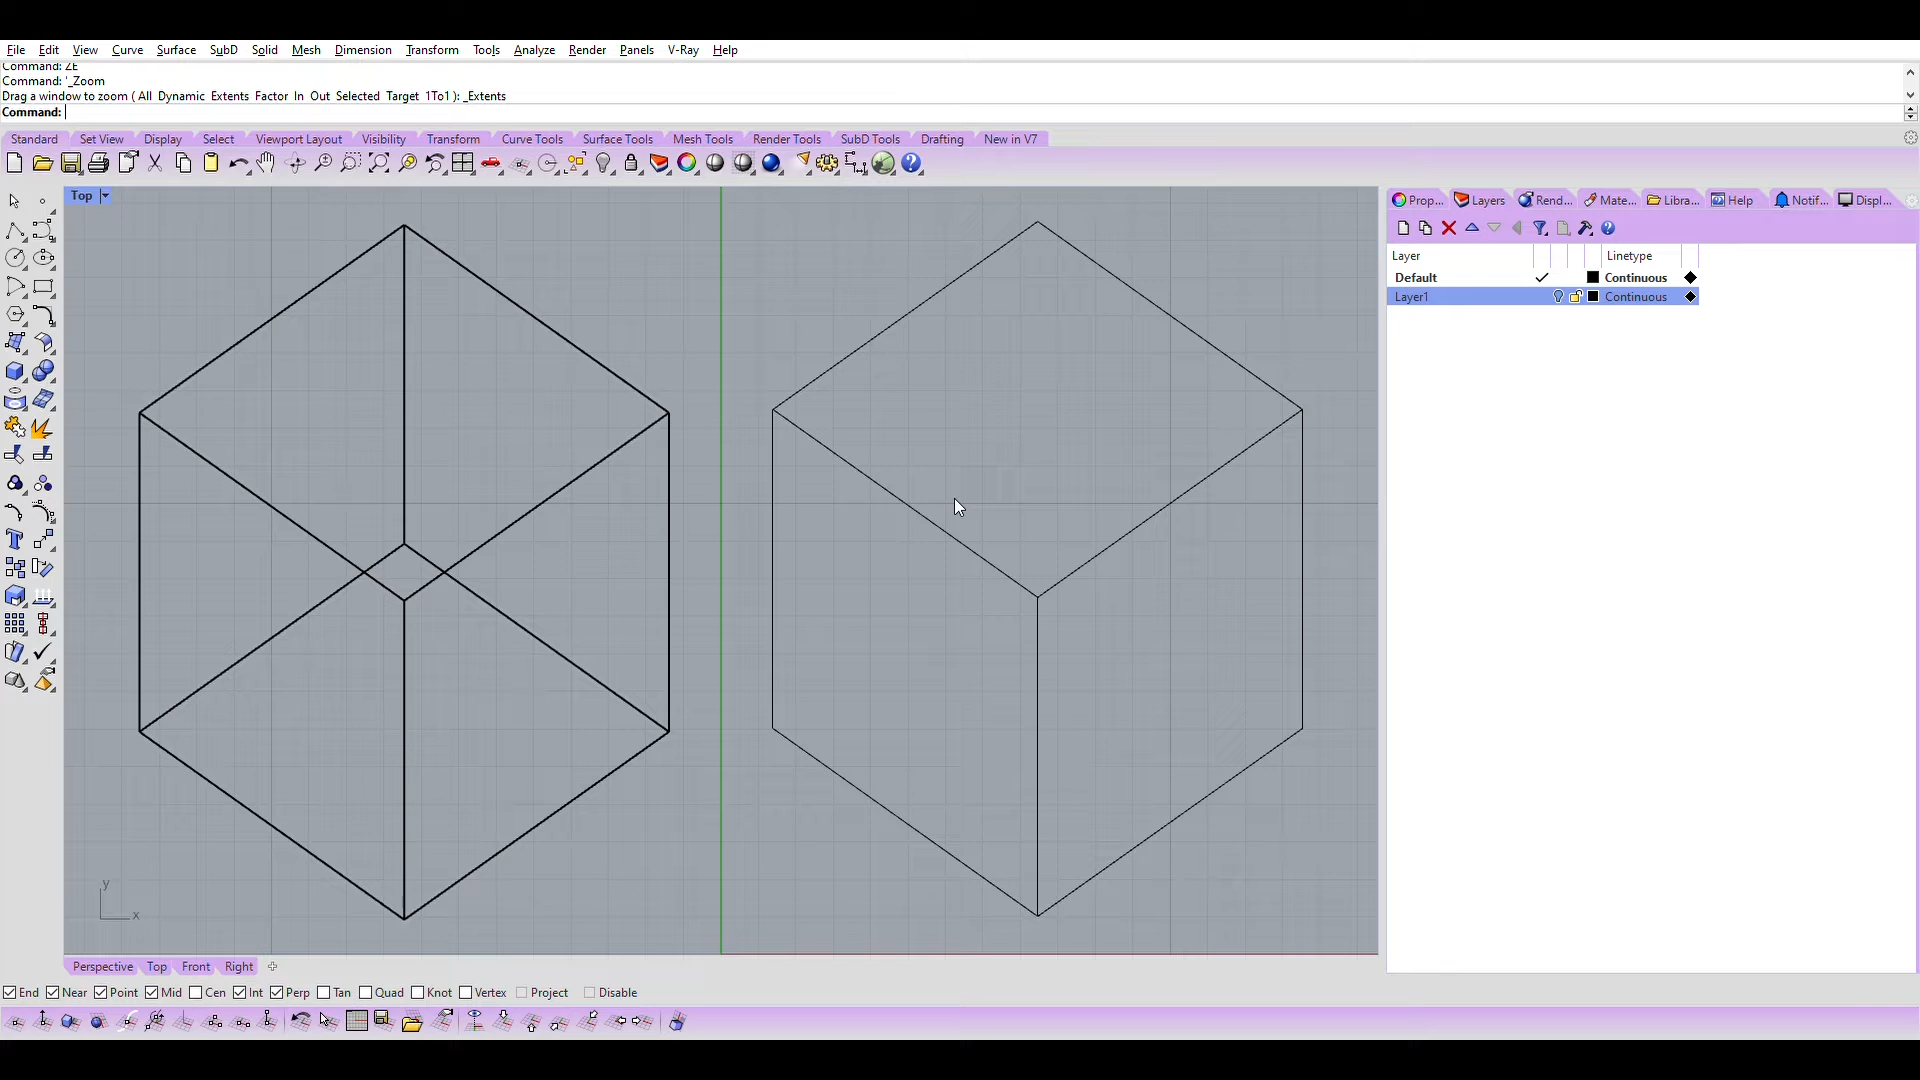 File Edit View Curve Surface SubD Solid Mesh Dimension Transform Tools Analyze Render Panels V-Ray Help
Command: ZE
Command: '_Zoom
Drag a window to zoom ( All Dynamic Extents Factor In Out Selected Target 1To1 ): _Extents
Command:
Standard Set View Display Select Viewport Layout Visibility Transform Curve Tools Surface Tools Mesh Tools Render Tools SubD Tools Drafting New in V7
Top
Prop... Layers Rend... Mate... Libra... Help Notif... Displ...
Layer Linetype
Default Continuous
Layer1 Continuous
y
x
Perspective Top Front Right
End Near Point Mid Cen Int Perp Tan Quad Knot Vertex Project Disable